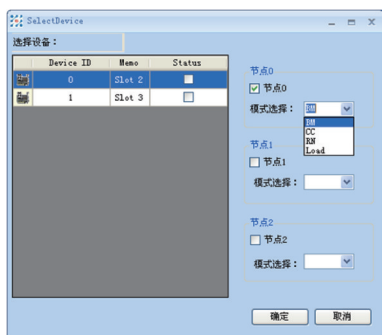 SelectDevice
选择设备：
Device ID Memo Status
0 Slot 2
1 Slot 3
节点0
节点0
模式选择： BM
BM
CC
RN
Load
节点1
节点1
模式选择：
节点2
节点2
模式选择：
确定 取消